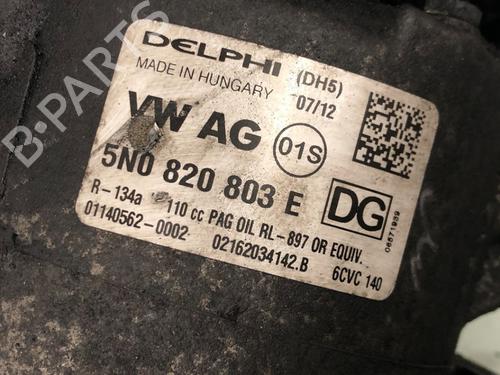 DELPHI (DH5)
MADE IN HUNGARY 07/12
VW AG 01S
5N0 820 803 E DG
R-134a 110 cc PAG OIL RL-897 OR EQUIV.
01140562-0002 02162034142.B 6CVC 140
06571939
B-PARTS